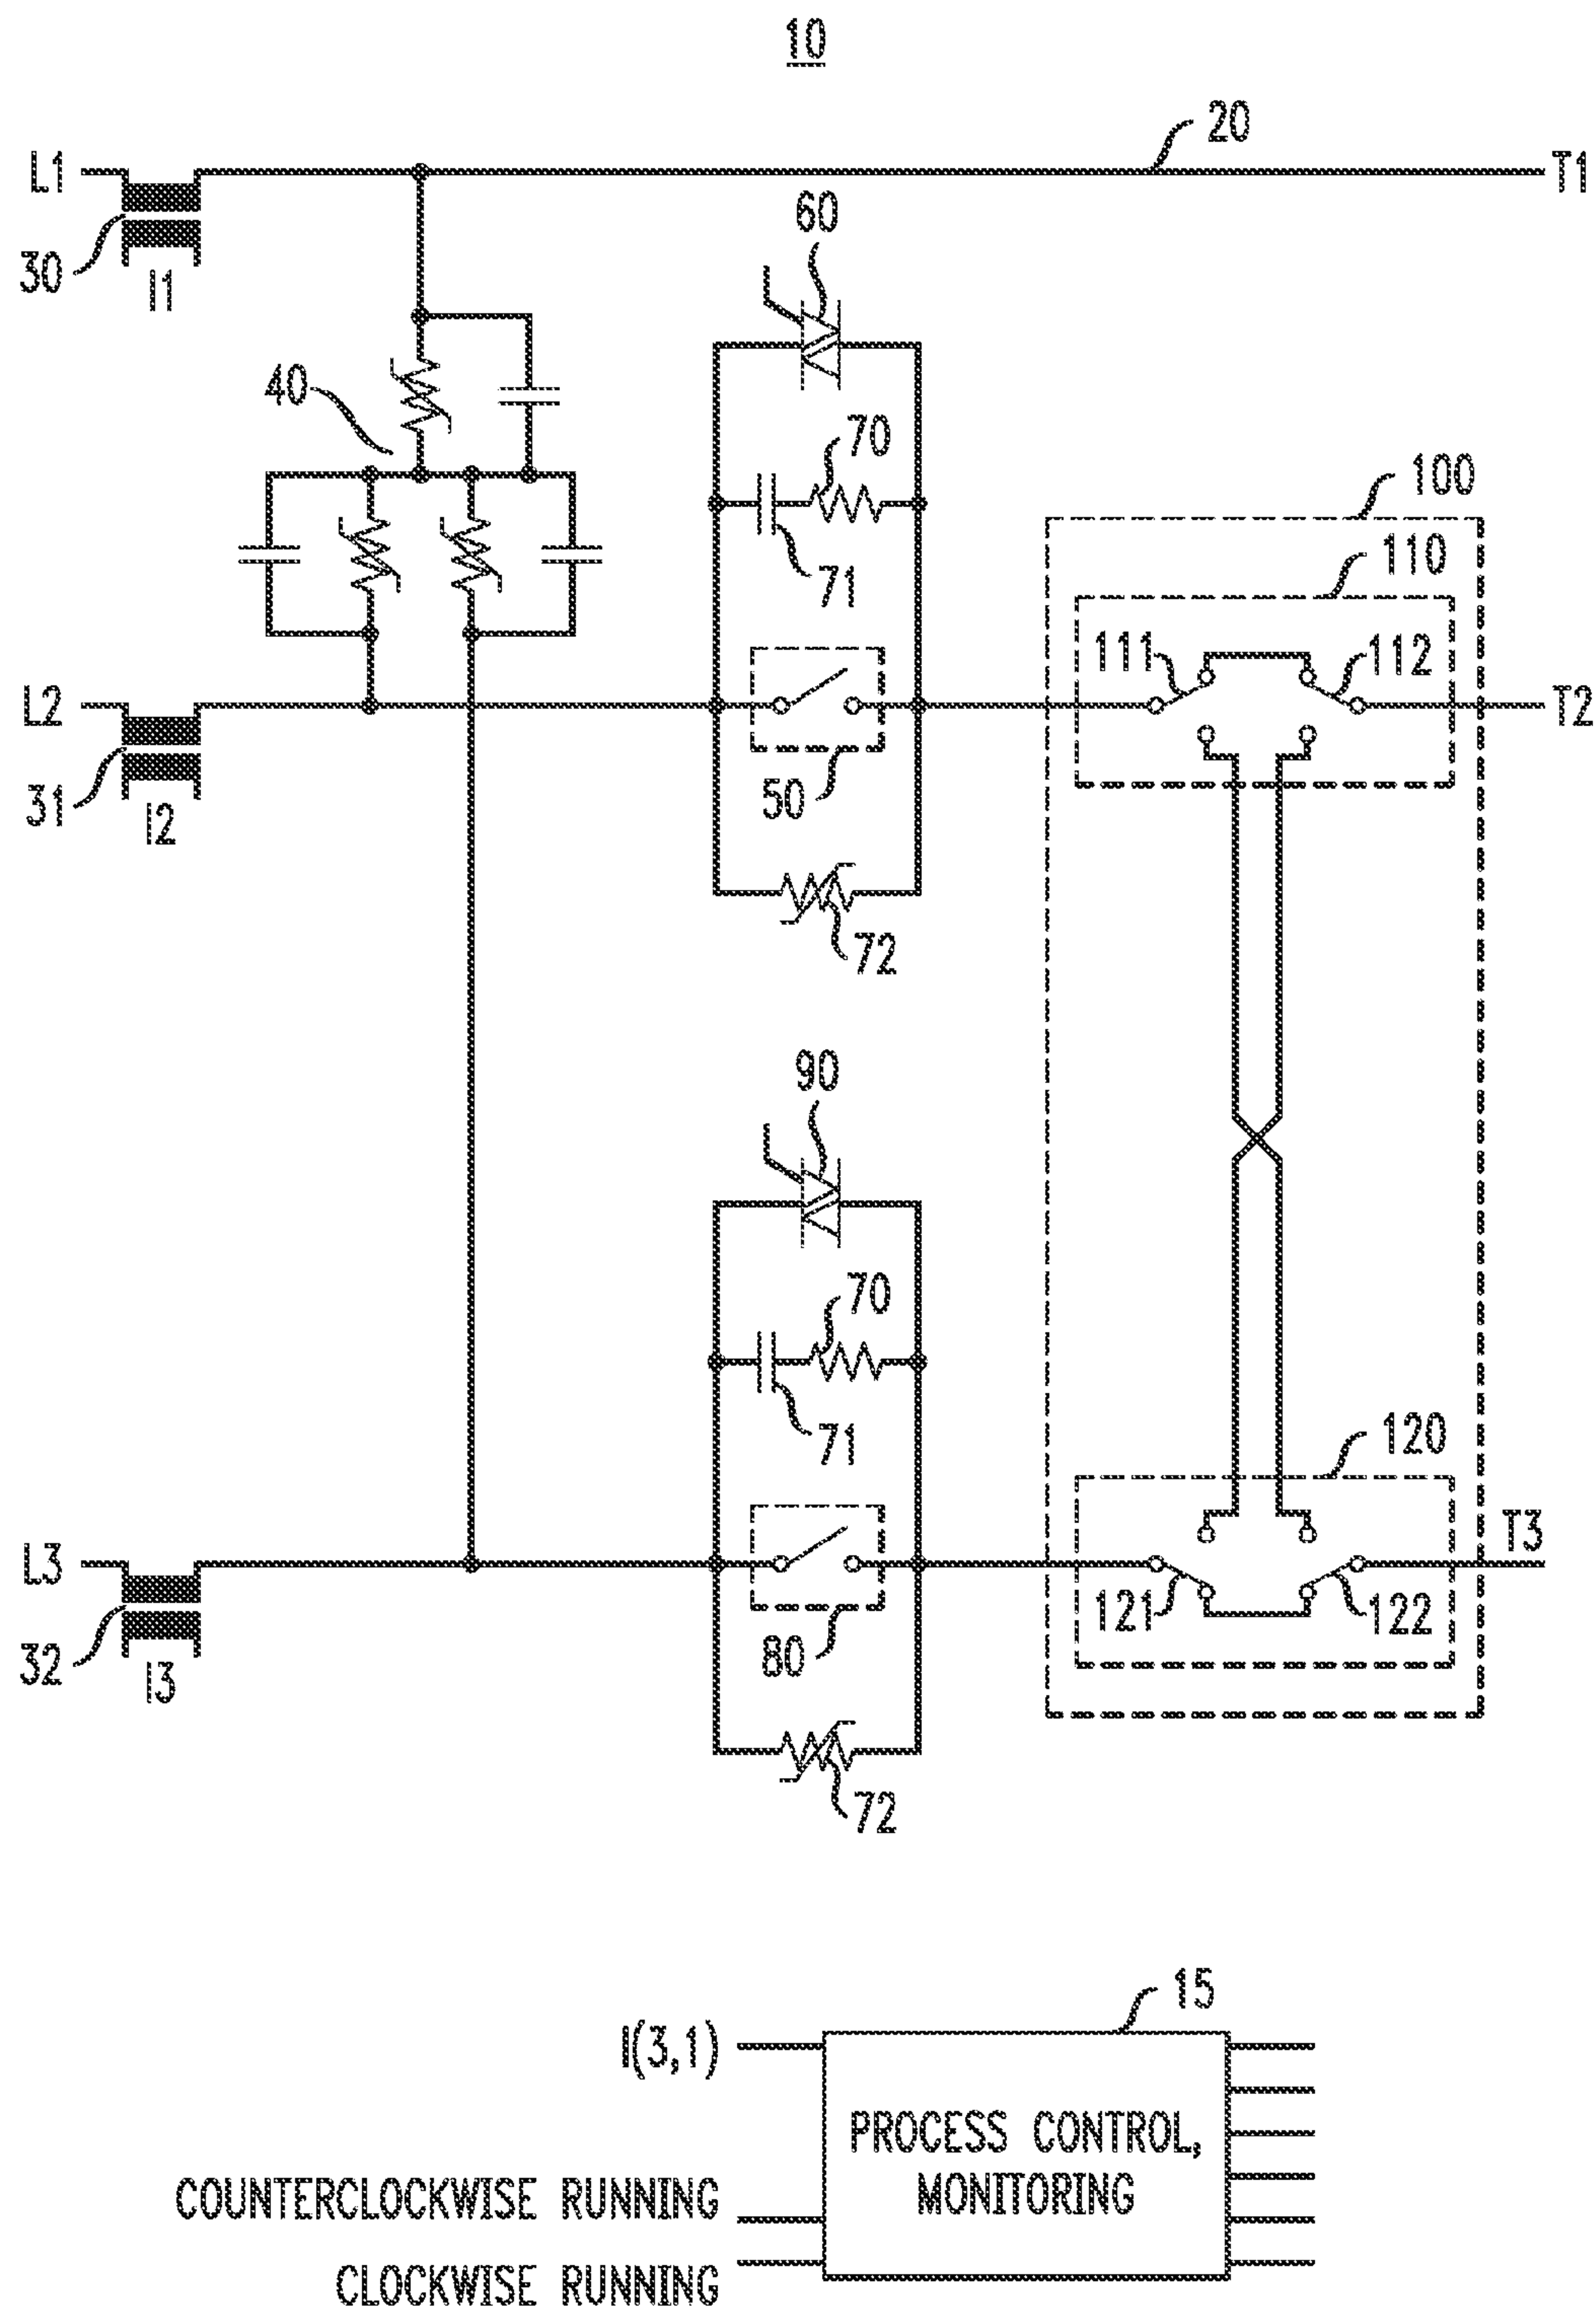 10
20
L1
T1
60
30
I1
40
70
100
110
71
111
112
L2
T2
50
31
I2
72
90
70
71
120
L3
T3
121
122
80
32
I3
72
15
I(3,1)
PROCESS CONTROL,
MONITORING
COUNTERCLOCKWISE RUNNING
CLOCKWISE RUNNING